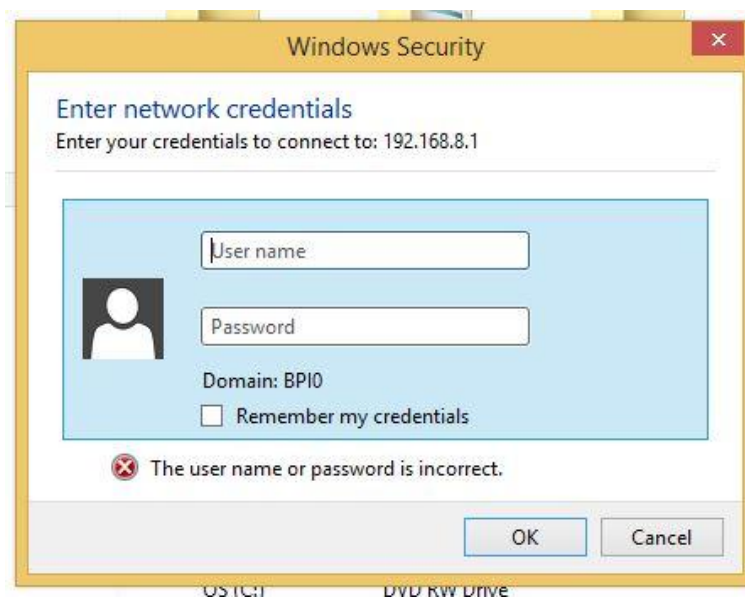 Windows Security
Enter network credentials
Enter your credentials to connect to: 192.168.8.1
User name
Password
Domain: BPI0
Remember my credentials
The user name or password is incorrect.
OK Cancel
OS (C:) DVD RW Drive